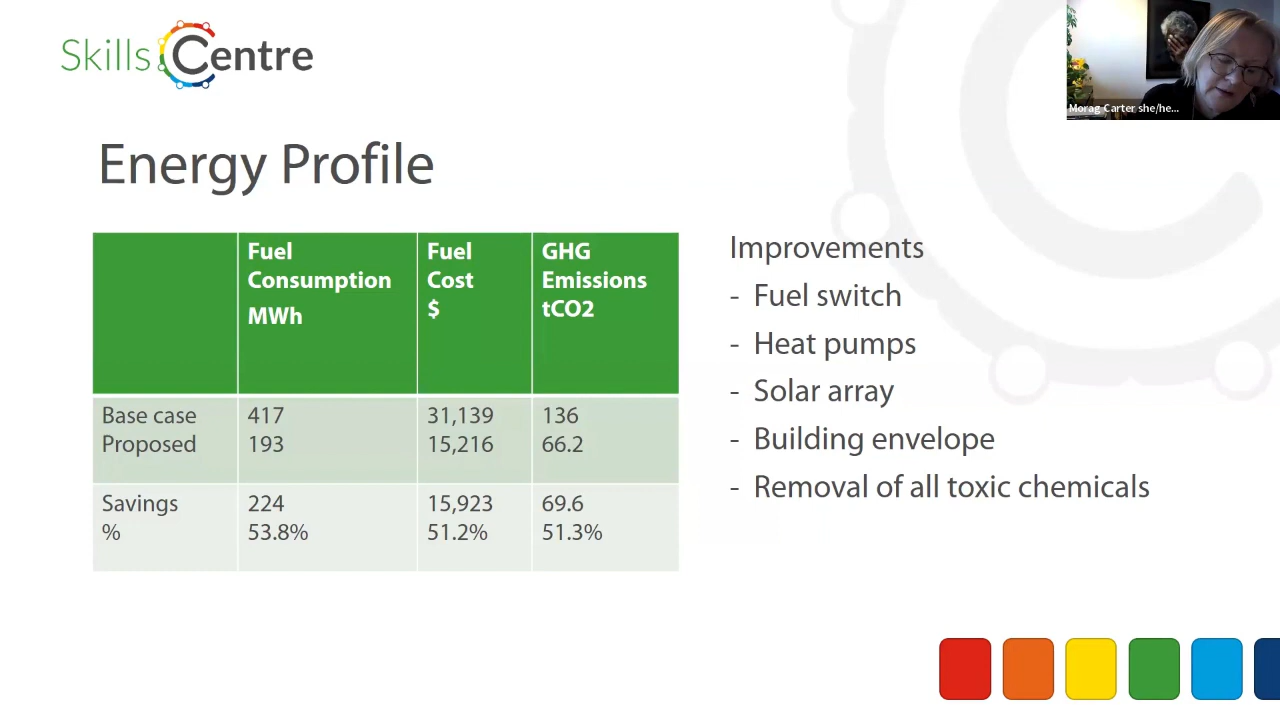 Skills Centre
Morag Carter she/he...
Energy Profile
Fuel Consumption MWh
Fuel Cost $
GHG Emissions tCO2
Base case 417 31,139 136
Proposed 193 15,216 66.2
Savings 224 15,923 69.6
% 53.8% 51.2% 51.3%
Improvements
- Fuel switch
- Heat pumps
- Solar array
- Building envelope
- Removal of all toxic chemicals